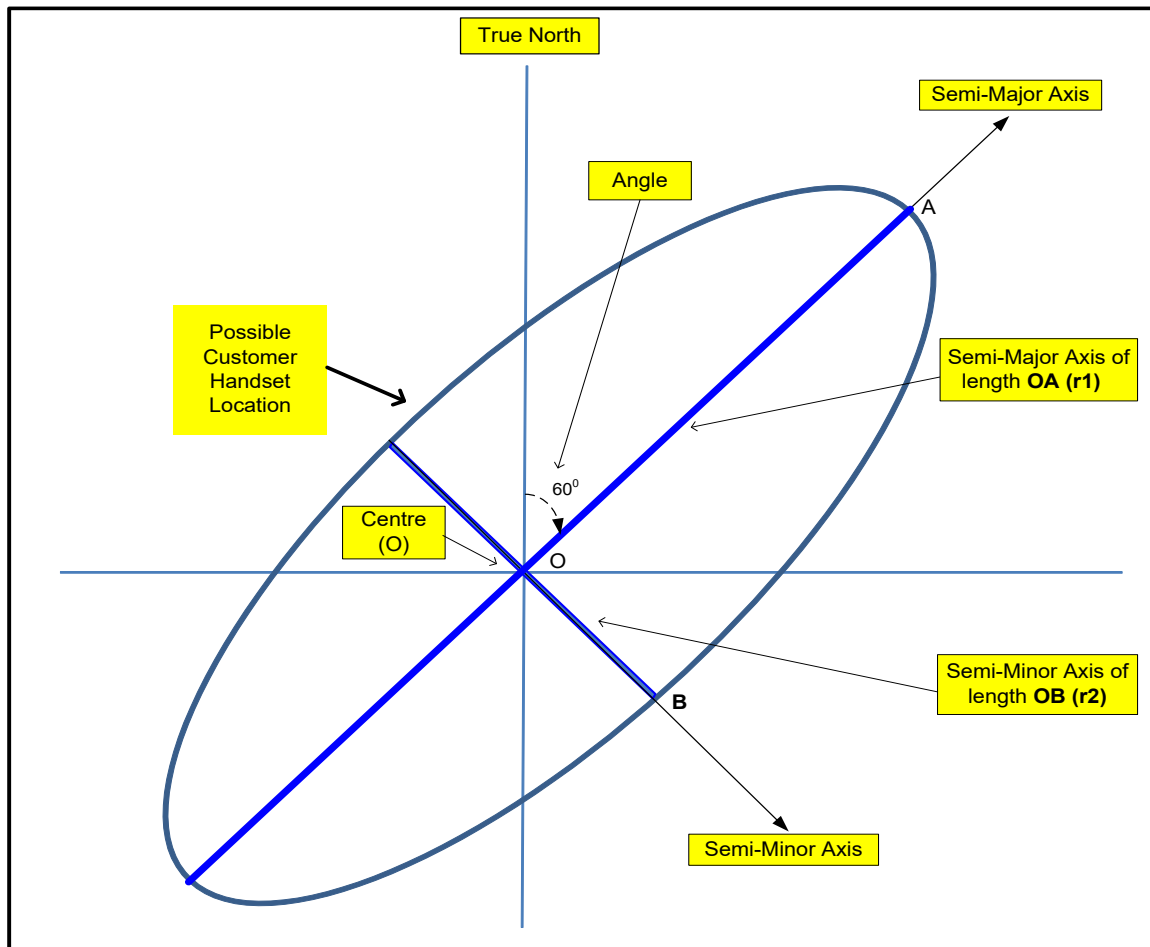 True North
Semi-Major Axis
Angle
A
Possible
Customer
Handset
Location
Semi-Major Axis of
length OA (r1)
60⁰
Centre
(O)
O
Semi-Minor Axis of
length OB (r2)
B
Semi-Minor Axis